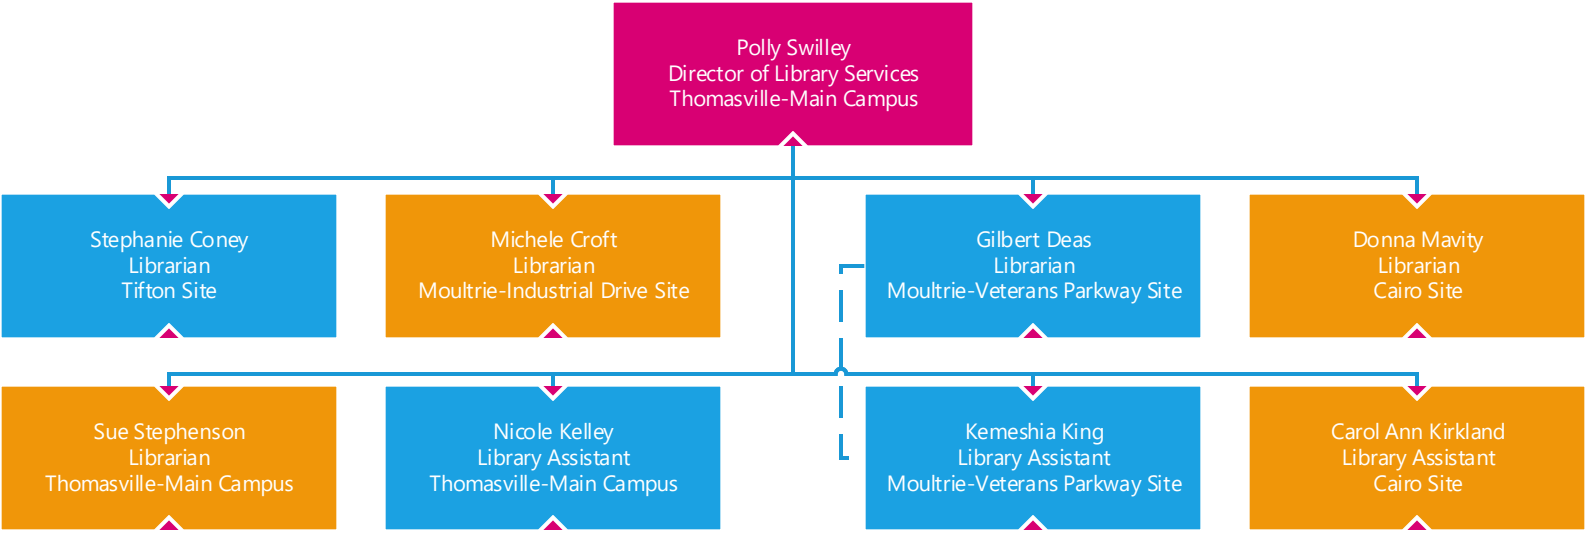 Polly Swilley
Director of Library Services
Thomasville-Main Campus
Stephanie Coney
Librarian
Tifton Site
Michele Croft
Librarian
Moultrie-Industrial Drive Site
Gilbert Deas
Librarian
Moultrie-Veterans Parkway Site
Donna Mavity
Librarian
Cairo Site
Sue Stephenson
Librarian
Thomasville-Main Campus
Nicole Kelley
Library Assistant
Thomasville-Main Campus
Kemeshia King
Library Assistant
Moultrie-Veterans Parkway Site
Carol Ann Kirkland
Library Assistant
Cairo Site